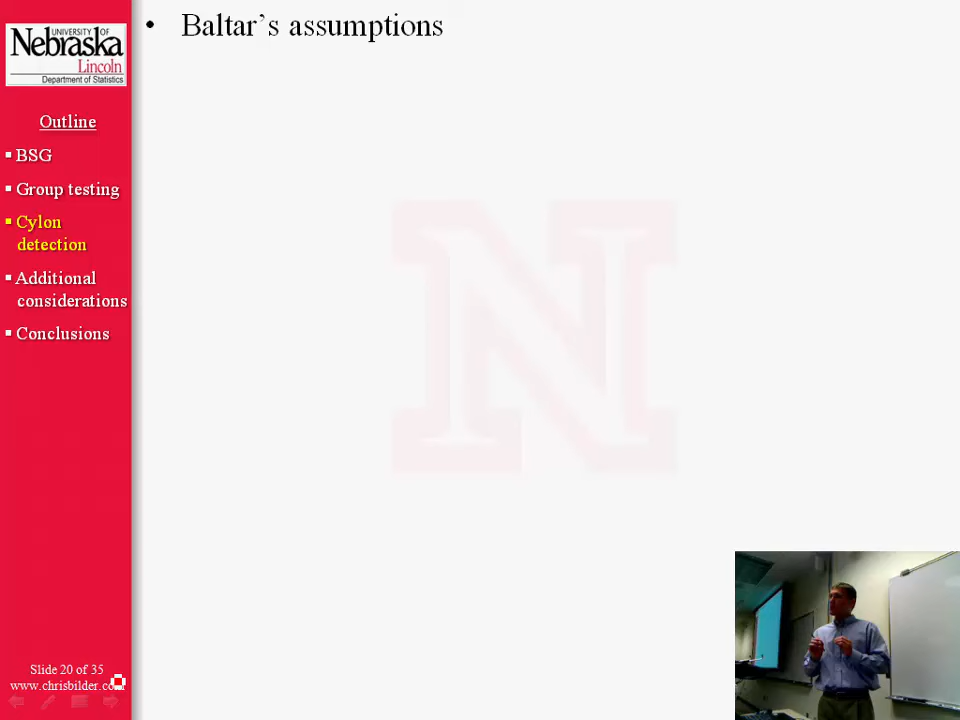 UNIVERSITY OF
Nebraska
Lincoln
Department of Statistics
Outline
▪ BSG
▪ Group testing
▪ Cylon
detection
▪ Additional
considerations
▪ Conclusions
Slide 20 of 35
www.chrisbilder.com
• Baltar’s assumptions
N